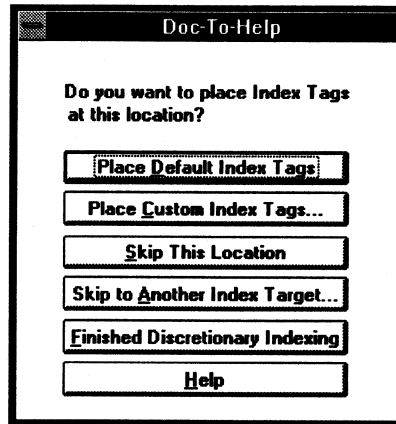 Doc-To-Help
Do you want to place Index Tags
at this location?
Place Default Index Tags
Place Custom Index Tags...
Skip This Location
Skip to Another Index Target...
Finished Discretionary Indexing
Help